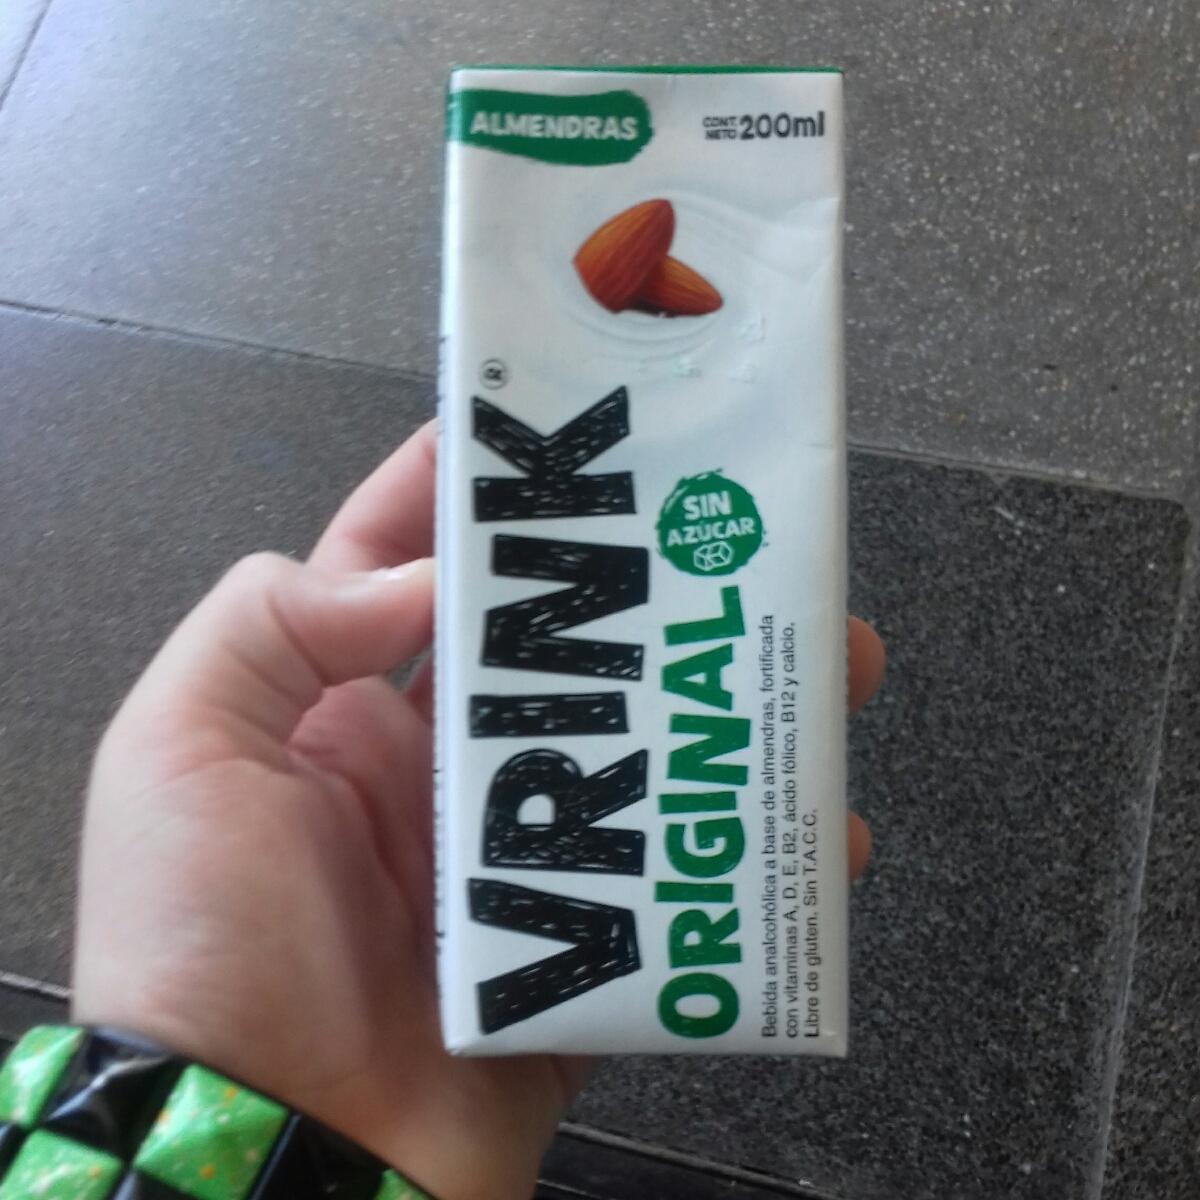 ALMENDRAS
CONT.
NETO 200ml
VRINK®
ORIGINAL
SIN
AZÚCAR
Bebida analcohólica a base de almendras, fortificada
con vitaminas A, D, E, B2, ácido fólico, B12 y calcio.
Libre de gluten. Sin T.A.C.C.